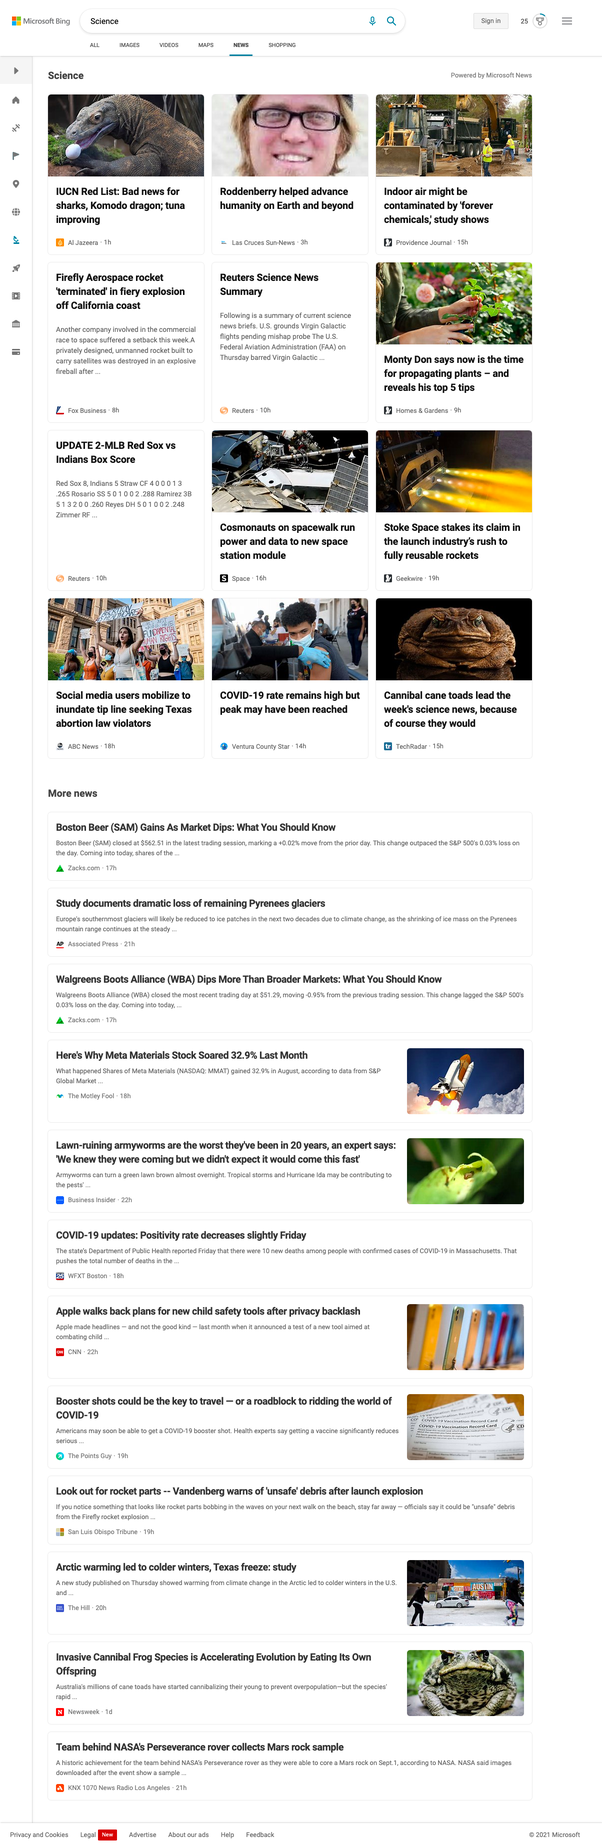 Microsoft Bing
Science
Sign in
25
ALL IMAGES VIDEOS MAPS NEWS SHOPPING
Science
Powered by Microsoft News
IUCN Red List: Bad news for
sharks, Komodo dragon; tuna
improving
Al Jazeera · 1h
Roddenberry helped advance
humanity on Earth and beyond
Las Cruces Sun-News · 3h
Indoor air might be
contaminated by 'forever
chemicals,' study shows
Providence Journal · 15h
Firefly Aerospace rocket
'terminated' in fiery explosion
off California coast
Another company involved in the commercial
race to space suffered a setback this week.A
privately designed, unmanned rocket built to
carry satellites was destroyed in an explosive
fireball after ...
Fox Business · 8h
Reuters Science News
Summary
Following is a summary of current science
news briefs. U.S. grounds Virgin Galactic
flights pending mishap probe The U.S.
Federal Aviation Administration (FAA) on
Thursday barred Virgin Galactic ...
Reuters · 10h
Monty Don says now is the time
for propagating plants – and
reveals his top 5 tips
Homes & Gardens · 9h
UPDATE 2-MLB Red Sox vs
Indians Box Score
Red Sox 8, Indians 5 Straw CF 4 0 0 0 1 3
.265 Rosario SS 5 0 1 0 0 2 .288 Ramirez 3B
5 1 3 2 0 0 .260 Reyes DH 5 0 1 0 0 2 .248
Zimmer RF ...
Reuters · 10h
Cosmonauts on spacewalk run
power and data to new space
station module
Space · 16h
Stoke Space stakes its claim in
the launch industry's rush to
fully reusable rockets
Geekwire · 19h
Social media users mobilize to
inundate tip line seeking Texas
abortion law violators
ABC News · 18h
COVID-19 rate remains high but
peak may have been reached
Ventura County Star · 14h
Cannibal cane toads lead the
week's science news, because
of course they would
TechRadar · 15h
More news
Boston Beer (SAM) Gains As Market Dips: What You Should Know
Boston Beer (SAM) closed at $562.51 in the latest trading session, marking a +0.02% move from the prior day. This change outpaced the S&P 500's 0.03% loss on
the day. Coming into today, shares of the ...
Zacks.com · 17h
Study documents dramatic loss of remaining Pyrenees glaciers
Europe's southernmost glaciers will likely be reduced to ice patches in the next two decades due to climate change, as the shrinking of ice mass on the Pyrenees
mountain range continues at the steady ...
AP Associated Press · 21h
Walgreens Boots Alliance (WBA) Dips More Than Broader Markets: What You Should Know
Walgreens Boots Alliance (WBA) closed the most recent trading day at $51.29, moving -0.95% from the previous trading session. This change lagged the S&P 500's
0.03% loss on the day. Coming into today, ...
Zacks.com · 17h
Here's Why Meta Materials Stock Soared 32.9% Last Month
What happened Shares of Meta Materials (NASDAQ: MMAT) gained 32.9% in August, according to data from S&P
Global Market ...
The Motley Fool · 18h
Lawn-ruining armyworms are the worst they've been in 20 years, an expert says:
'We knew they were coming but we didn't expect it would come this fast'
Armyworms can turn a green lawn brown almost overnight. Tropical storms and Hurricane Ida may be contributing to
the pests' ...
Business Insider · 22h
COVID-19 updates: Positivity rate decreases slightly Friday
The state's Department of Public Health reported Friday that there were 10 new deaths among people with confirmed cases of COVID-19 in Massachusetts. That
pushes the total number of deaths in the ...
WFXT Boston · 18h
Apple walks back plans for new child safety tools after privacy backlash
Apple made headlines — and not the good kind — last month when it announced a test of a new tool aimed at
combating child ...
CNN · 22h
Booster shots could be the key to travel — or a roadblock to ridding the world of
COVID-19
Americans may soon be able to get a COVID-19 booster shot. Health experts say getting a vaccine significantly reduces
serious ...
The Points Guy · 19h
Look out for rocket parts -- Vandenberg warns of 'unsafe' debris after launch explosion
If you notice something that looks like rocket parts bobbing in the waves on your next walk on the beach, stay far away — officials say it could be "unsafe" debris
from the Firefly rocket explosion ...
San Luis Obispo Tribune · 19h
Arctic warming led to colder winters, Texas freeze: study
A new study published on Thursday showed warming from climate change in the Arctic led to colder winters in the U.S.
and ...
The Hill · 20h
AUSTIN
Invasive Cannibal Frog Species is Accelerating Evolution by Eating Its Own
Offspring
Australia's millions of cane toads have started cannibalizing their young to prevent overpopulation—but the species'
rapid ...
Newsweek · 1d
Team behind NASA's Perseverance rover collects Mars rock sample
A historic achievement for the team behind NASA's Perseverance rover as they were able to core a Mars rock on Sept.1, according to NASA. NASA said images
downloaded after the event show a sample ...
KNX 1070 News Radio Los Angeles · 21h
Privacy and Cookies Legal New Advertise About our ads Help Feedback
© 2021 Microsoft